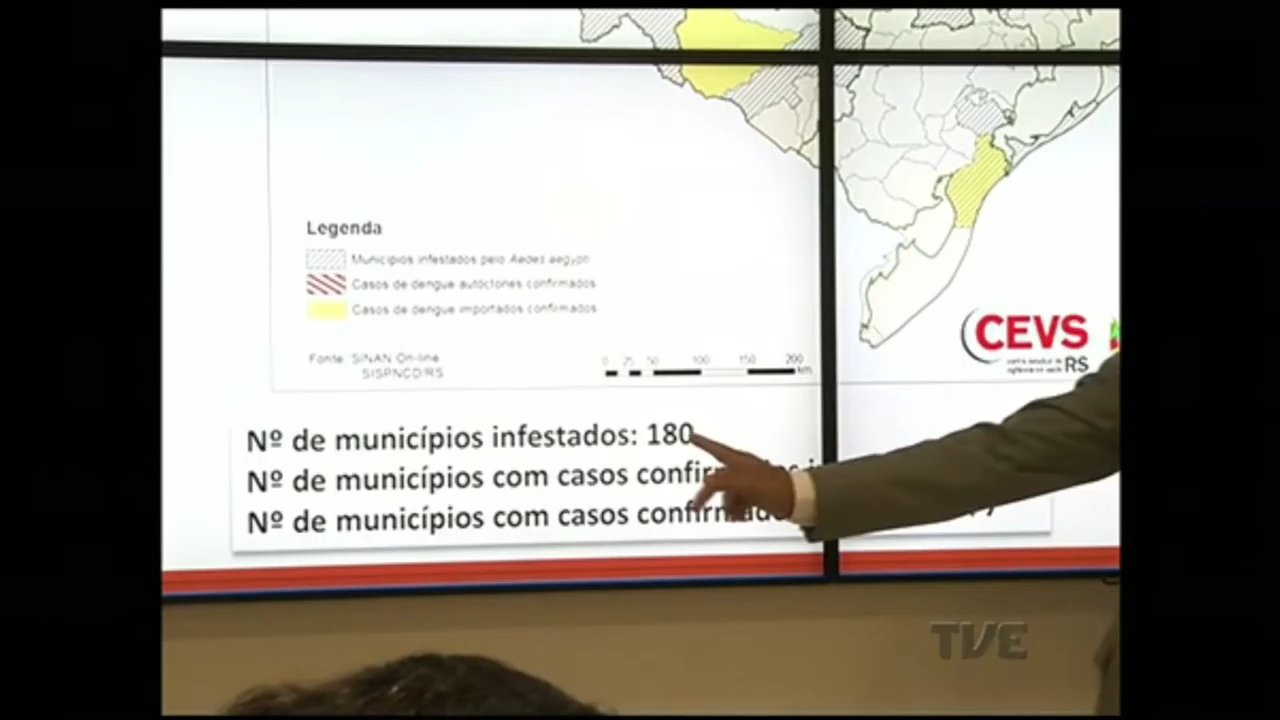 Legenda
Municípios infestados pelo Aedes aegypti
Casos de dengue autóctones confirmados
Casos de dengue importados confirmados
Fonte: SINAN On-line
SISPNCD/RS
0 25 50 100 150 200
km
CEVS
RS
Nº de municípios infestados: 180
Nº de municípios com casos
Nº de municípios com casos
TVE